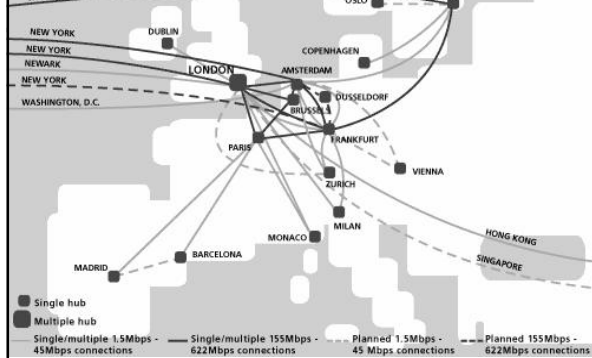 OSLO
NEW YORK
DUBLIN
NEW YORK
COPENHAGEN
NEWARK
LONDON
AMSTERDAM
NEW YORK
DUSSELDORF
WASHINGTON, D.C.
BRUSSELS
FRANKFURT
PARIS
VIENNA
ZURICH
MILAN
MONACO
HONG KONG
BARCELONA
SINGAPORE
MADRID
Single hub
Multiple hub
Single/multiple 1.5Mbps -
45Mbps connections
Single/multiple 155Mbps -
622Mbps connections
Planned 1.5Mbps -
45 Mbps connections
Planned 155Mbps -
622Mbps connections